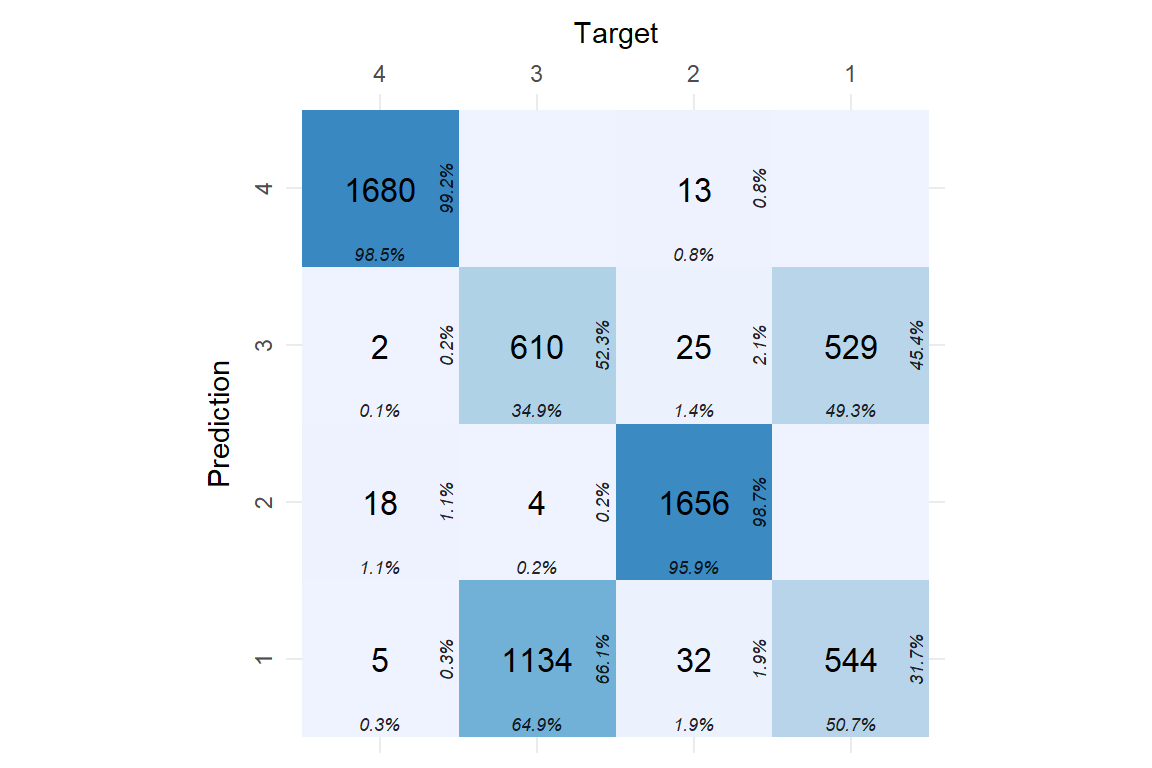 Target
4 3 2 1
Prediction
4
1680 99.2% 13 0.8%
98.5% 0.8%
3
2 0.2% 610 52.3% 25 2.1% 529 45.4%
0.1% 34.9% 1.4% 49.3%
2
18 1.1% 4 0.2% 1656 98.7%
1.1% 0.2% 95.9%
1
5 0.3% 1134 66.1% 32 1.9% 544 31.7%
0.3% 64.9% 1.9% 50.7%